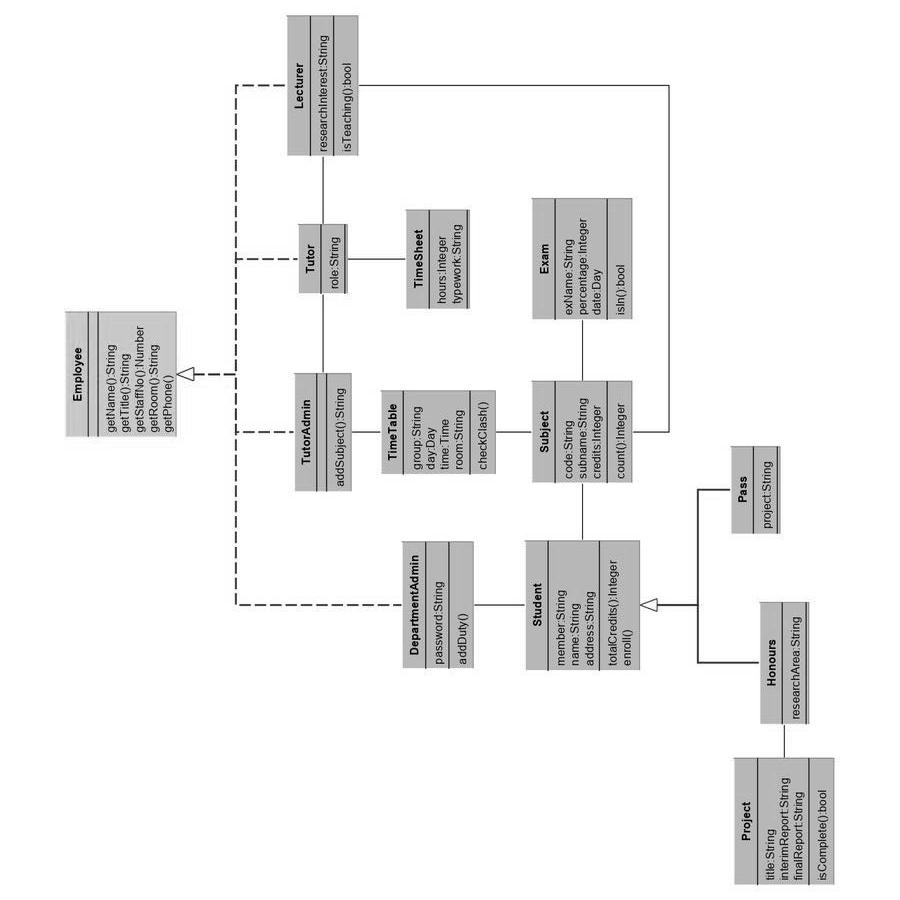 Employee
getName():String
getTitle():String
getStaffNo():Number
getRoom():String
getPhone()
Lecturer
researchInterest:String
isTeaching():bool
Tutor
role:String
TutorAdmin
addSubject():String
DepartmentAdmin
password:String
addDuty()
TimeSheet
hours:Integer
typework:String
TimeTable
group:String
day:Day
time:Time
room:String
checkClash()
Exam
exName:String
percentage:Integer
date:Day
isIn():bool
Subject
code:String
subname:String
credits:Integer
count():Integer
Student
member:String
name:String
address:String
totalCredits():Integer
enroll()
Pass
project:String
Honours
researchArea:String
Project
title:String
interimReport:String
finalReport:String
isComplete():bool